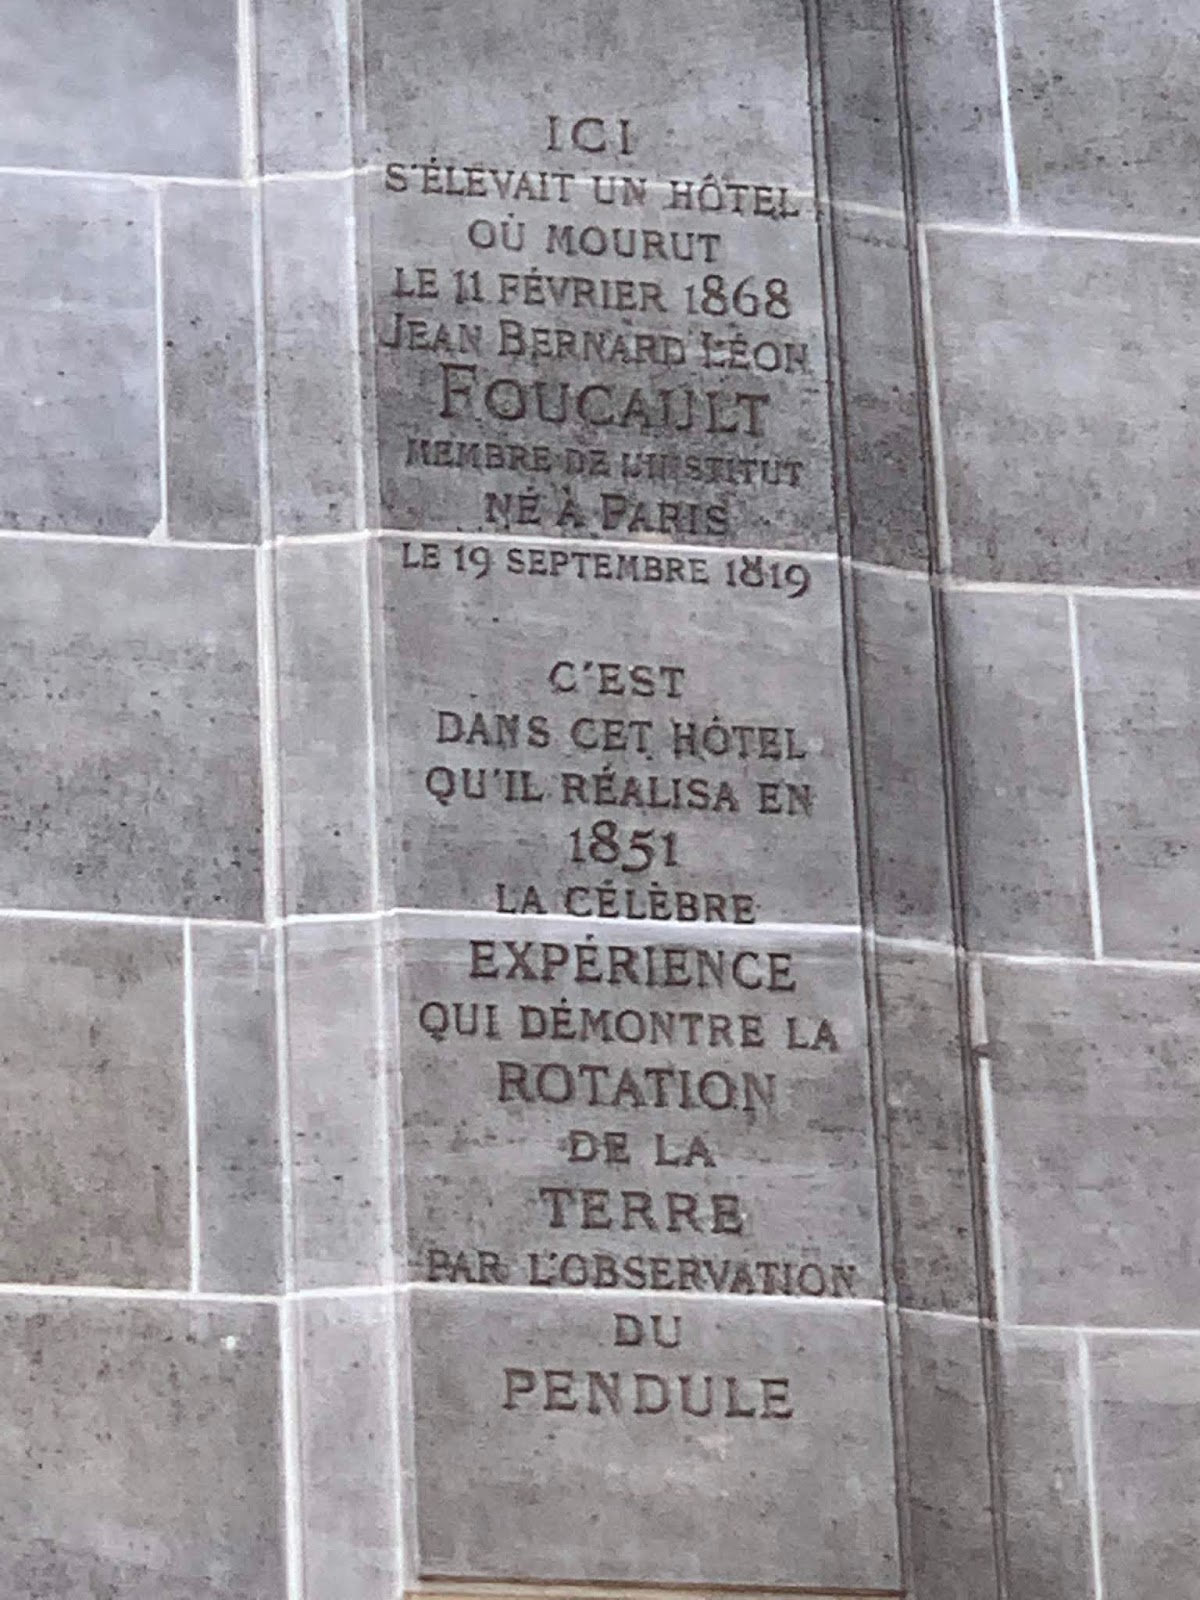 ICI
S'ÉLEVAIT UN HÔTEL
OÙ MOURUT
LE 11 FÉVRIER 1868
JEAN BERNARD LÉON
FOUCAULT
MEMBRE DE L'INSTITUT
NÉ À PARIS
LE 19 SEPTEMBRE 1819
C'EST
DANS CET HÔTEL
QU'IL RÉALISA EN
1851
LA CÉLÈBRE
EXPÉRIENCE
QUI DÉMONTRE LA
ROTATION
DE LA
TERRE
PAR L'OBSERVATION
DU
PENDULE